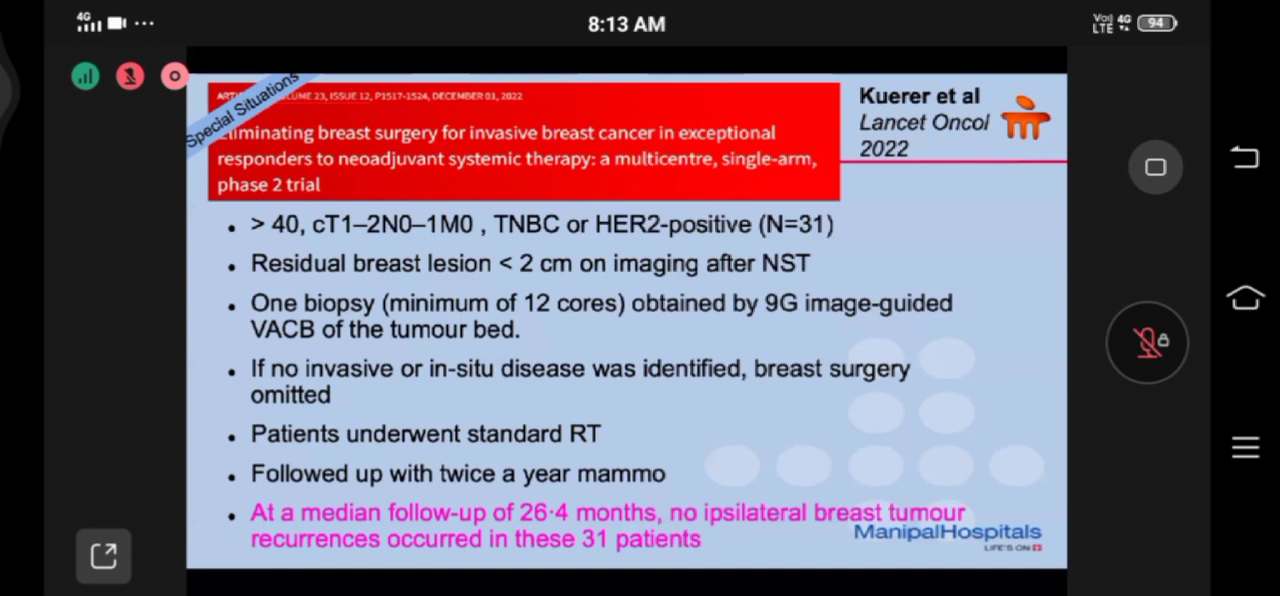 4G
8:13 AM
Vo))
LTE
4G
94
Special Situations
LUME 23, ISSUE 12, P1517-1524, DECEMBER 01, 2022
liminating breast surgery for invasive breast cancer in exceptional
responders to neoadjuvant systemic therapy: a multicentre, single-arm,
phase 2 trial
Kuerer et al
Lancet Oncol
2022
• > 40, cT1–2N0–1M0 , TNBC or HER2-positive (N=31)
• Residual breast lesion < 2 cm on imaging after NST
• One biopsy (minimum of 12 cores) obtained by 9G image-guided
VACB of the tumour bed.
• If no invasive or in-situ disease was identified, breast surgery
omitted
• Patients underwent standard RT
• Followed up with twice a year mammo
• At a median follow-up of 26·4 months, no ipsilateral breast tumour
recurrences occurred in these 31 patients
ManipalHospitals
LIFE'S ON